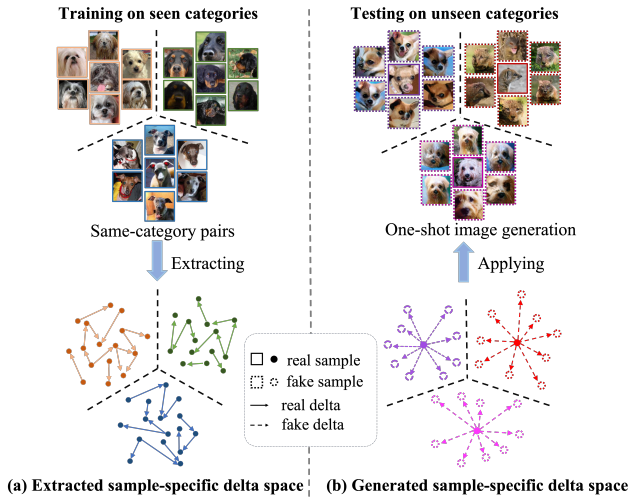 Training on seen categories
Testing on unseen categories
Same-category pairs
One-shot image generation
Extracting
Applying
real sample
fake sample
real delta
fake delta
(a) Extracted sample-specific delta space
(b) Generated sample-specific delta space